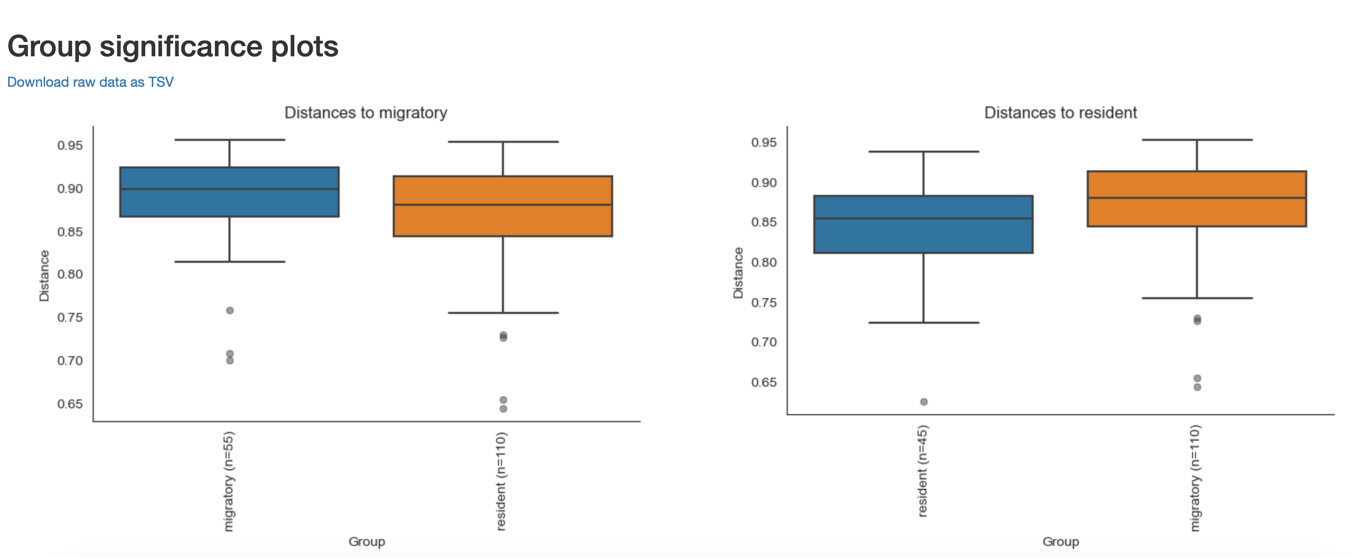 Group significance plots
Download raw data as TSV
Distances to migratory
0.95
0.90
0.85
0.80
0.75
0.70
0.65
Distance
migratory (n=55)
resident (n=110)
Group
Distances to resident
0.95
0.90
0.85
0.80
0.75
0.70
0.65
Distance
resident (n=45)
migratory (n=110)
Group